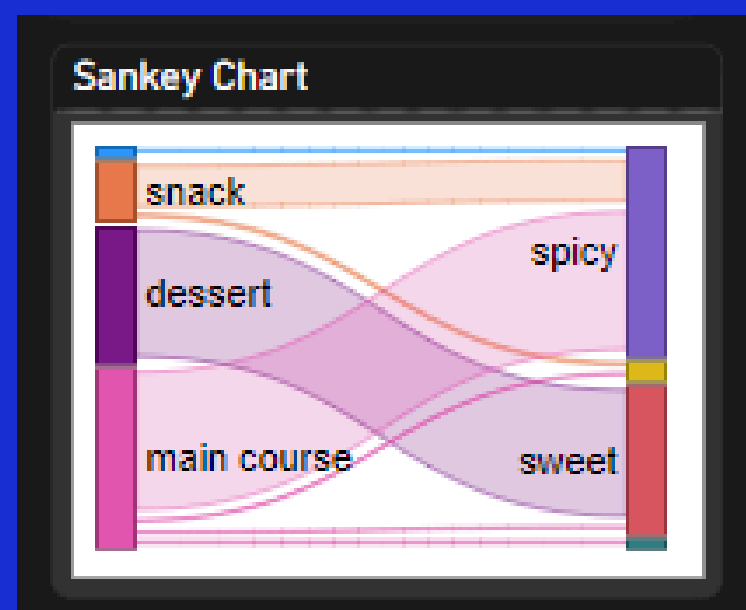 Sankey Chart
snack
spicy
dessert
main course
sweet